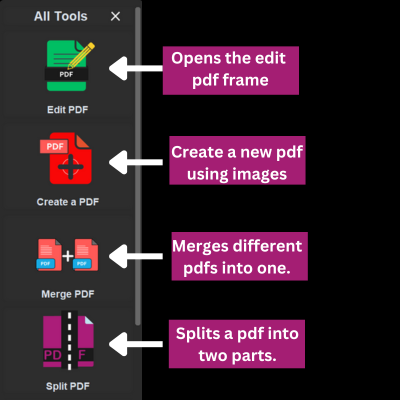 All Tools ×
PDF
Edit PDF
Opens the edit
pdf frame
PDF
Create a PDF
Create a new pdf
using images
PDF + PDF
Merge PDF
Merges different
pdfs into one.
PD F
Split PDF
Splits a pdf into
two parts.